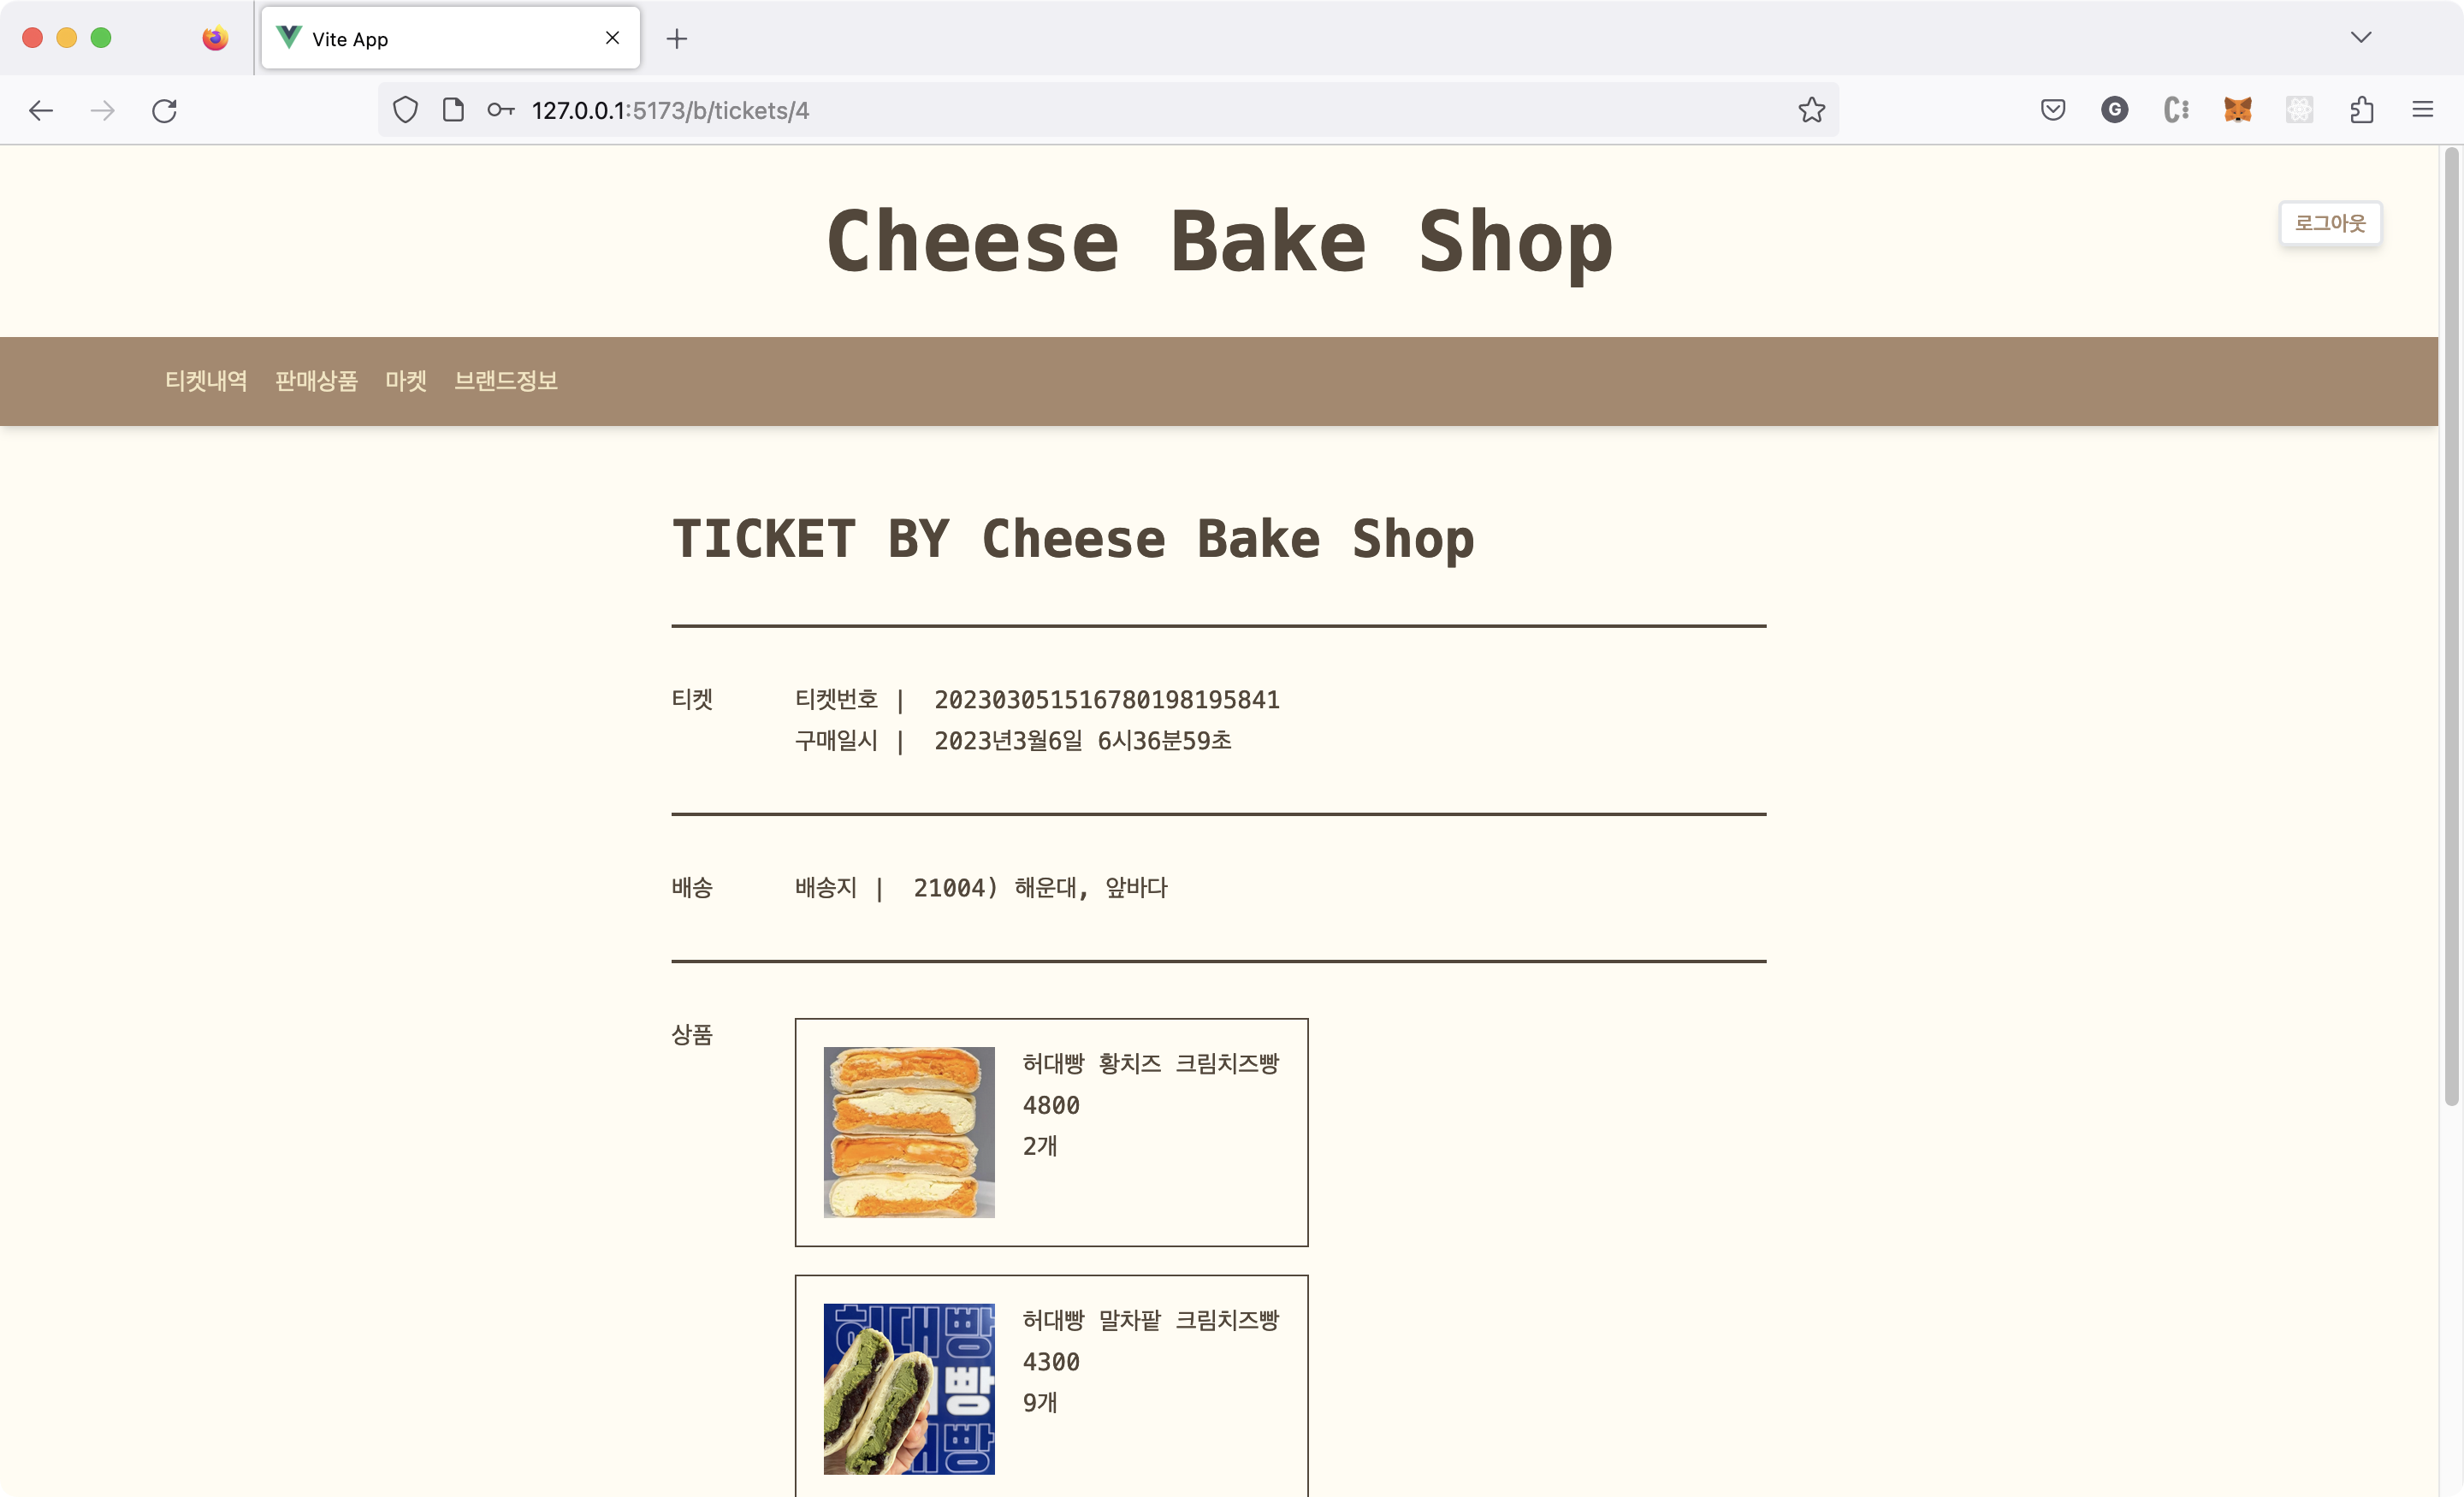 Vite App
127.0.0.1:5173/b/tickets/4
Cheese Bake Shop
로그아웃
티켓내역 판매상품 마켓 브랜드정보
TICKET BY Cheese Bake Shop
티켓 티켓번호 | 202303051516780198195841
구매일시 | 2023년3월6일 6시36분59초
배송 배송지 | 21004) 해운대, 앞바다
상품
허대빵 황치즈 크림치즈빵
4800
2개
허대빵 말차팥 크림치즈빵
4300
9개
허대빵
빵